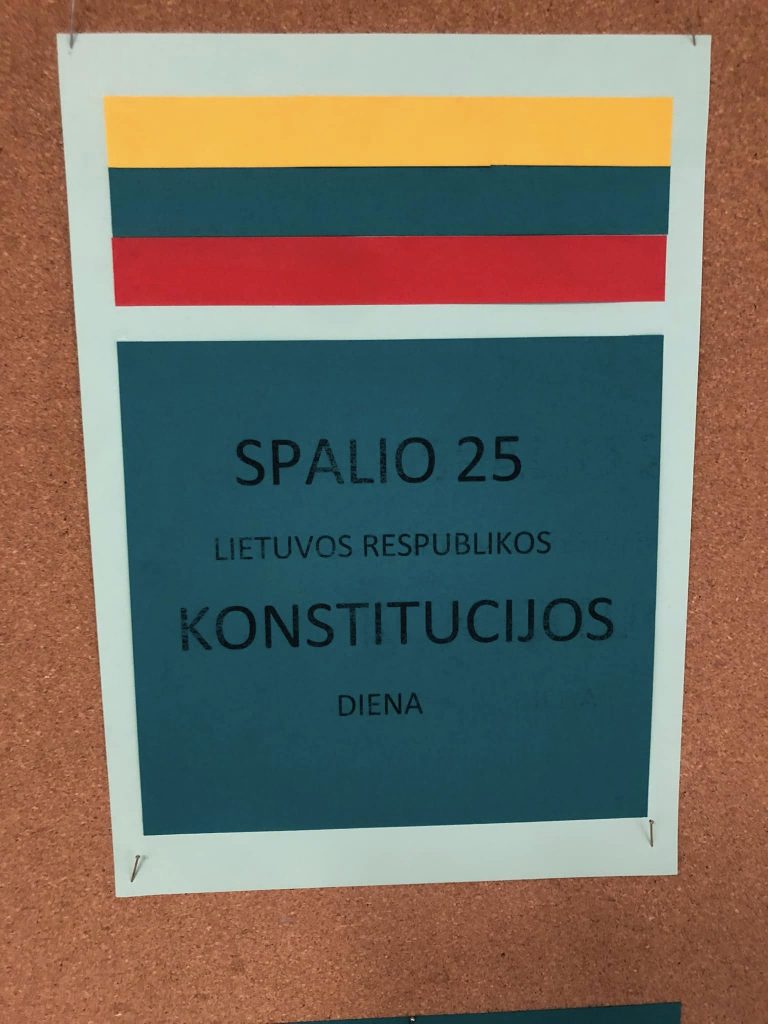 SPALIO 25
LIETUVOS RESPUBLIKOS
KONSTITUCIJOS
DIENA